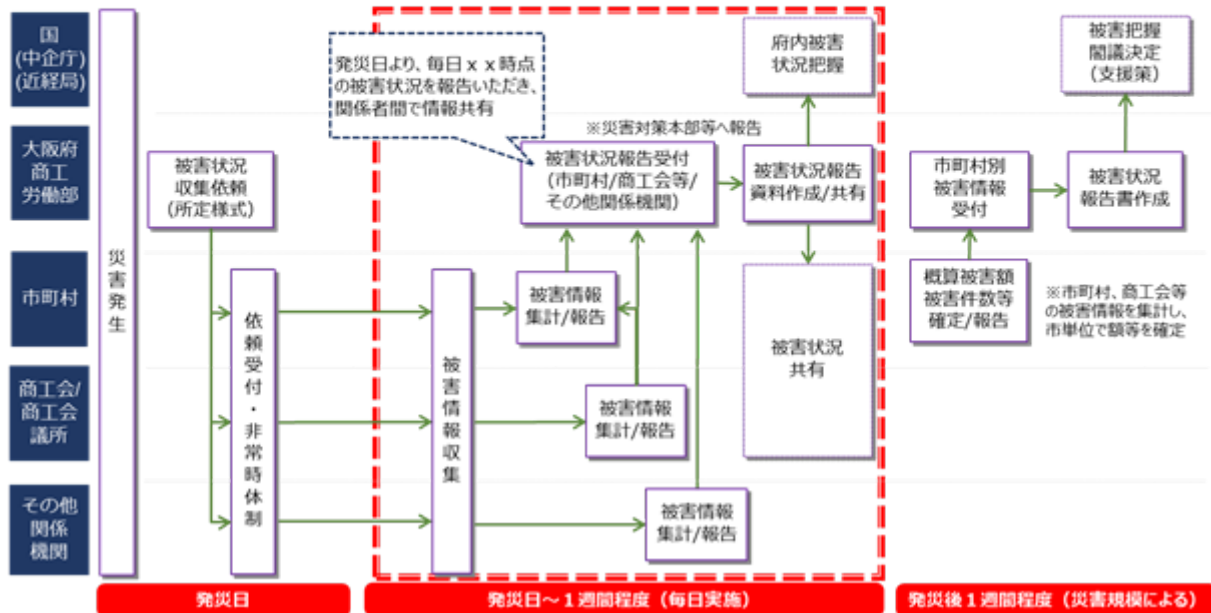 国
(中企庁)
(近経局)
大阪府
商工
労働部
市町村
商工会/
商工会
議所
その他
関係
機関
災害発生
被害状況
収集依頼
(所定様式)
依頼受付・非常時体制
発災日より、毎日ｘｘ時点
の被害状況を報告いただき、
関係者間で情報共有
※災害対策本部等へ報告
被害状況報告受付
(市町村/商工会等/
その他関係機関)
被害情報収集
被害情報
集計/報告
被害情報
集計/報告
被害情報
集計/報告
府内被害
状況把握
被害状況報告
資料作成/共有
被害状況
共有
被害把握
閣議決定
(支援策)
市町村別
被害情報
受付
被害状況
報告書作成
概算被害額
被害件数等
確定/報告
※市町村、商工会等
の被害情報を集計し、
市単位で額等を確定
発災日
発災日～１週間程度（毎日実施）
発災後１週間程度（災害規模による）